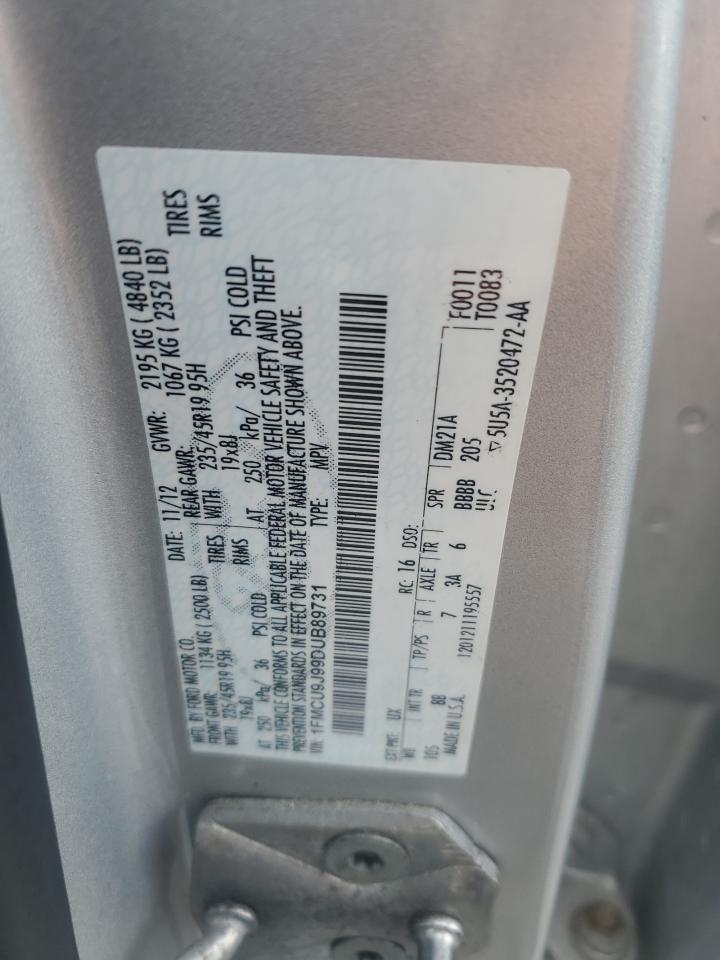 MFD. BY FORD MOTOR CO.
DATE: 11/12 GVWR: 2195 KG ( 4840 LB)
FRONT GAWR: 1134 KG ( 2500 LB) REAR GAWR: 1067 KG ( 2352 LB)
WITH 235/45R19 95H TIRES WITH 235/45R19 95H TIRES
19x8J RIMS 19x8J RIMS
AT 250 kPa/ 36 PSI COLD AT 250 kPa/ 36 PSI COLD
THIS VEHICLE CONFORMS TO ALL APPLICABLE FEDERAL MOTOR VEHICLE SAFETY AND THEFT
PREVENTION STANDARDS IN EFFECT ON THE DATE OF MANUFACTURE SHOWN ABOVE.
VIN: 1FMCU9J99DUB89731 TYPE: MPV
F0011
T0083
EXT PNT: UX RC: 16 DSO:
WB INT TR TP/PS R AXLE TR SPR DM21A
105 BB 7 3A 6 BBBB 205
MADE IN U.S.A. 1201211195557 ULC
5U5A-3520472-AA